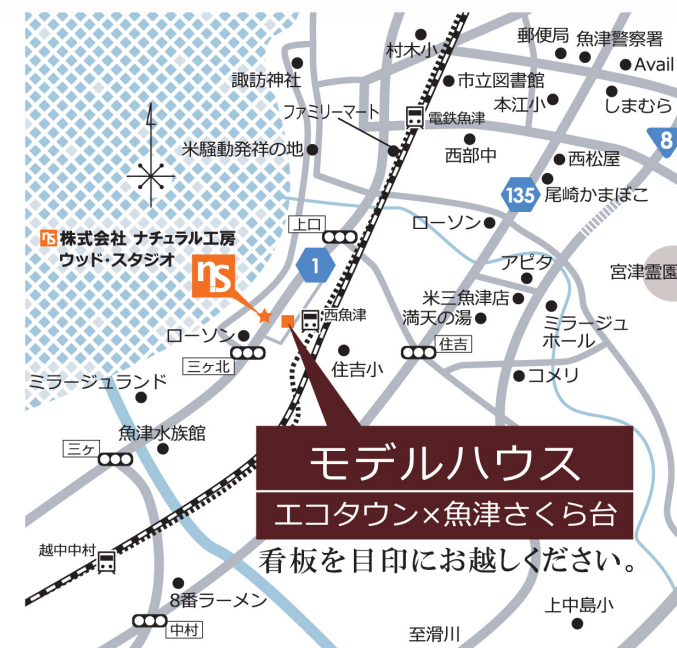 村木小
郵便局
魚津警察署
Avail
諏訪神社
市立図書館
本江小
しまむら
ファミリーマート
電鉄魚津
8
米騒動発祥の地
西部中
西松屋
135
尾崎かまぼこ
上口
ローソン
ns 株式会社 ナチュラル工房
ウッド・スタジオ
ns
1
アピタ
宮津霊園
米三魚津店
西魚津
満天の湯
ミラージュ
ホール
ローソン
三ヶ北
住吉小
住吉
コメリ
ミラージュランド
魚津水族館
三ヶ
モデルハウス
エコタウン×魚津さくら台
看板を目印にお越しください。
越中中村
8番ラーメン
中村
上中島小
至滑川